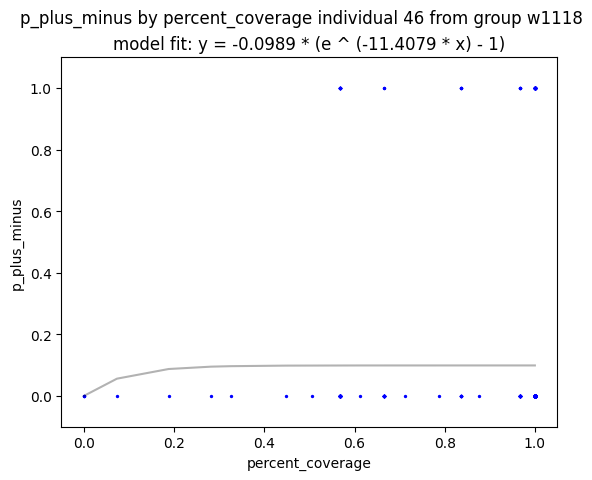 p_plus_minus by percent_coverage individual 46 from group w1118
model fit: y = -0.0989 * (e ^ (-11.4079 * x) - 1)
1.0
0.8
0.6
0.4
0.2
0.0
p_plus_minus
0.0 0.2 0.4 0.6 0.8 1.0
percent_coverage